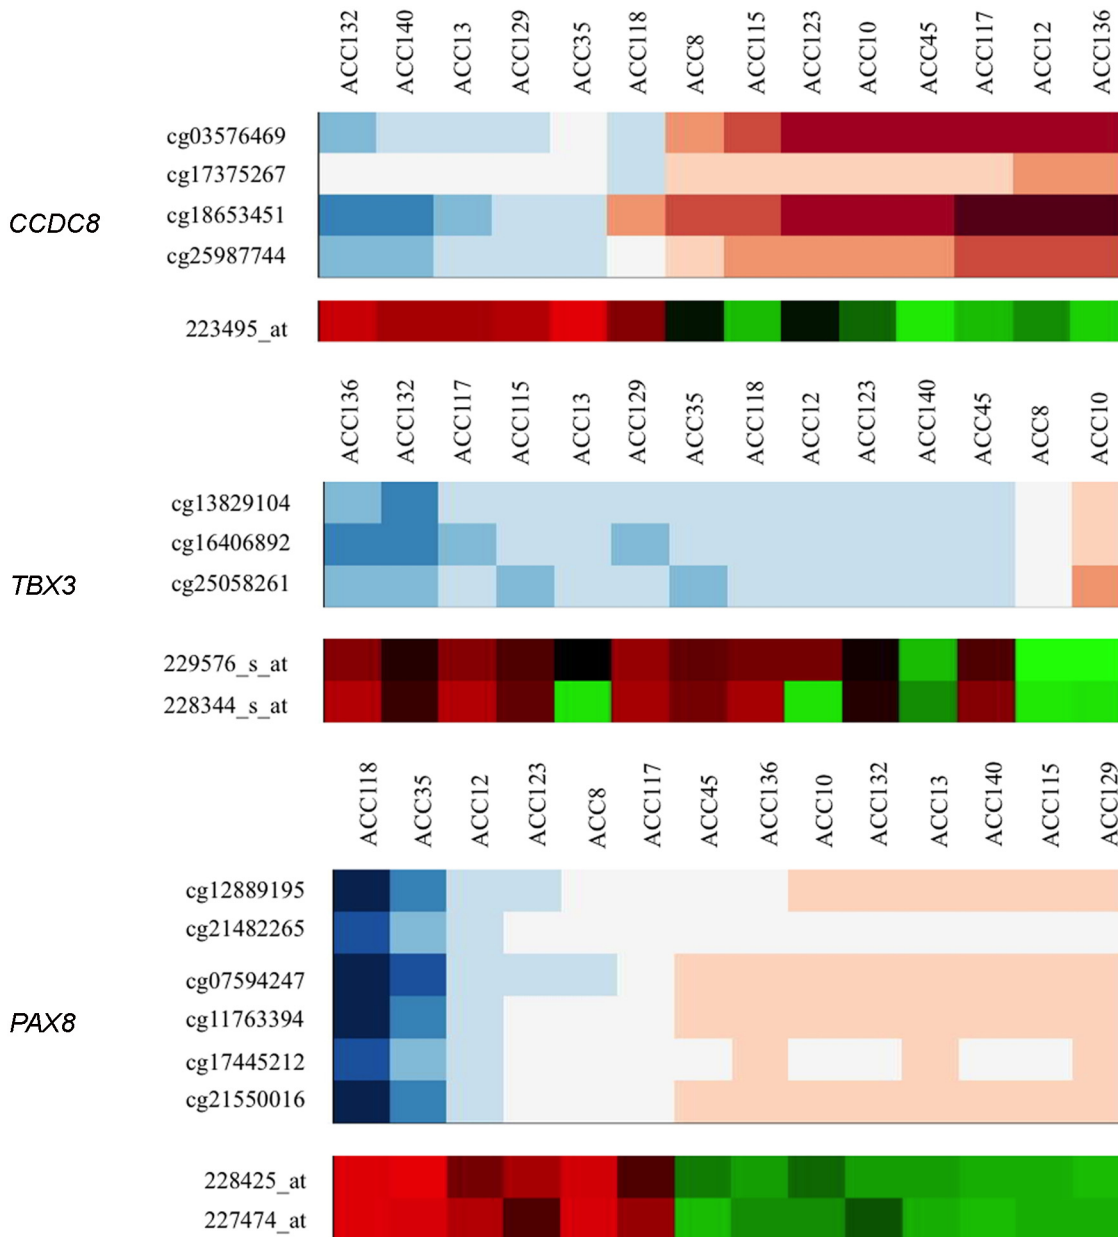 ACC132 ACC140 ACC13 ACC129 ACC35 ACC118 ACC8 ACC115 ACC123 ACC10 ACC45 ACC117 ACC12 ACC136
CCDC8
cg03576469
cg17375267
cg18653451
cg25987744
223495_at
ACC136 ACC132 ACC117 ACC115 ACC13 ACC129 ACC35 ACC118 ACC12 ACC123 ACC140 ACC45 ACC8 ACC10
TBX3
cg13829104
cg16406892
cg25058261
229576_s_at
228344_s_at
ACC118 ACC35 ACC12 ACC123 ACC8 ACC117 ACC45 ACC136 ACC10 ACC132 ACC13 ACC140 ACC115 ACC129
PAX8
cg12889195
cg21482265
cg07594247
cg11763394
cg17445212
cg21550016
228425_at
227474_at